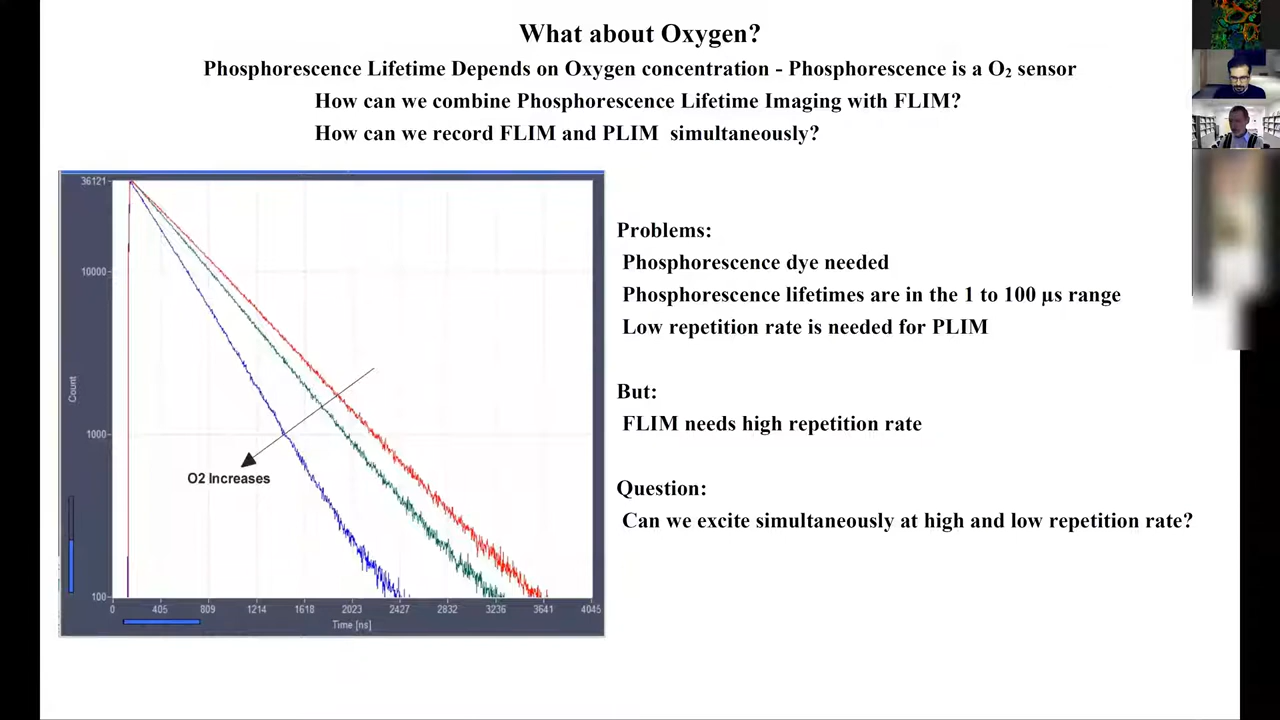 What about Oxygen?
Phosphorescence Lifetime Depends on Oxygen concentration - Phosphorescence is a O₂ sensor
How can we combine Phosphorescence Lifetime Imaging with FLIM?
How can we record FLIM and PLIM simultaneously?
36121
10000
1000
100
Count
O2 Increases
0 405 809 1214 1618 2023 2427 2832 3236 3641 4045
Time [ns]
Problems:
Phosphorescence dye needed
Phosphorescence lifetimes are in the 1 to 100 µs range
Low repetition rate is needed for PLIM
But:
FLIM needs high repetition rate
Question:
Can we excite simultaneously at high and low repetition rate?